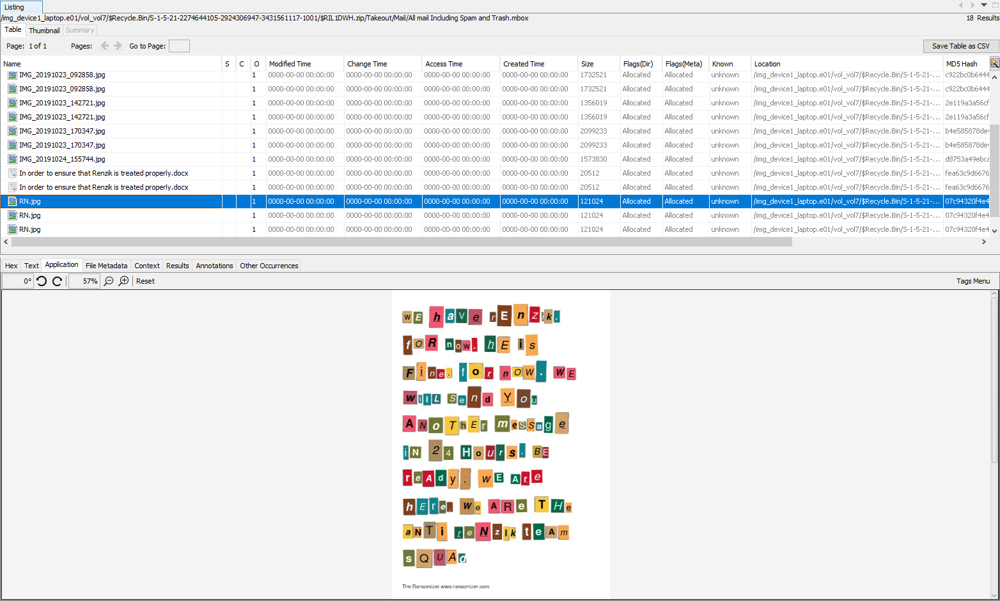 Listing
/img_device1_laptop.e01/vol_vol7/$Recycle.Bin/S-1-5-21-2274644105-2924306947-3431561117-1001/$RIL1DWH.zip/Takeout/Mail/All mail Including Spam and Trash.mbox 18 Results
Table Thumbnail Summary
Page: 1 of 1 Pages: Go to Page: Save Table as CSV
Name S C O Modified Time Change Time Access Time Created Time Size Flags(Dir) Flags(Meta) Known Location MD5 Hash
IMG_20191023_092858.jpg 1 0000-00-00 00:00:00 0000-00-00 00:00:00 0000-00-00 00:00:00 0000-00-00 00:00:00 1732521 Allocated Allocated unknown /img_device1_laptop.e01/vol_vol7/$Recycle.Bin/S-1-5-21-... c922bc0b6444
IMG_20191023_092858.jpg 1 0000-00-00 00:00:00 0000-00-00 00:00:00 0000-00-00 00:00:00 0000-00-00 00:00:00 1732521 Allocated Allocated unknown /img_device1_laptop.e01/vol_vol7/$Recycle.Bin/S-1-5-21-... c922bc0b6444
IMG_20191023_142721.jpg 1 0000-00-00 00:00:00 0000-00-00 00:00:00 0000-00-00 00:00:00 0000-00-00 00:00:00 1356019 Allocated Allocated unknown /img_device1_laptop.e01/vol_vol7/$Recycle.Bin/S-1-5-21-... 2e119a3a56cf
IMG_20191023_142721.jpg 1 0000-00-00 00:00:00 0000-00-00 00:00:00 0000-00-00 00:00:00 0000-00-00 00:00:00 1356019 Allocated Allocated unknown /img_device1_laptop.e01/vol_vol7/$Recycle.Bin/S-1-5-21-... 2e119a3a56cf
IMG_20191023_170347.jpg 1 0000-00-00 00:00:00 0000-00-00 00:00:00 0000-00-00 00:00:00 0000-00-00 00:00:00 2099233 Allocated Allocated unknown /img_device1_laptop.e01/vol_vol7/$Recycle.Bin/S-1-5-21-... b4e585878de4
IMG_20191023_170347.jpg 1 0000-00-00 00:00:00 0000-00-00 00:00:00 0000-00-00 00:00:00 0000-00-00 00:00:00 2099233 Allocated Allocated unknown /img_device1_laptop.e01/vol_vol7/$Recycle.Bin/S-1-5-21-... b4e585878de4
IMG_20191024_155744.jpg 1 0000-00-00 00:00:00 0000-00-00 00:00:00 0000-00-00 00:00:00 0000-00-00 00:00:00 1573830 Allocated Allocated unknown /img_device1_laptop.e01/vol_vol7/$Recycle.Bin/S-1-5-21-... d8753a49ebca
In order to ensure that Renzik is treated properly.docx 1 0000-00-00 00:00:00 0000-00-00 00:00:00 0000-00-00 00:00:00 0000-00-00 00:00:00 20512 Allocated Allocated unknown /img_device1_laptop.e01/vol_vol7/$Recycle.Bin/S-1-5-21-... fea63c9d6676
In order to ensure that Renzik is treated properly.docx 1 0000-00-00 00:00:00 0000-00-00 00:00:00 0000-00-00 00:00:00 0000-00-00 00:00:00 20512 Allocated Allocated unknown /img_device1_laptop.e01/vol_vol7/$Recycle.Bin/S-1-5-21-... fea63c9d6676
RN.jpg 1 0000-00-00 00:00:00 0000-00-00 00:00:00 0000-00-00 00:00:00 0000-00-00 00:00:00 121024 Allocated Allocated unknown /img_device1_laptop.e01/vol_vol7/$Recycle.Bin/S-1-5-21-... 07c94320f4e4
RN.jpg 1 0000-00-00 00:00:00 0000-00-00 00:00:00 0000-00-00 00:00:00 0000-00-00 00:00:00 121024 Allocated Allocated unknown /img_device1_laptop.e01/vol_vol7/$Recycle.Bin/S-1-5-21-... 07c94320f4e4
RN.jpg 1 0000-00-00 00:00:00 0000-00-00 00:00:00 0000-00-00 00:00:00 0000-00-00 00:00:00 121024 Allocated Allocated unknown /img_device1_laptop.e01/vol_vol7/$Recycle.Bin/S-1-5-21-... 07c94320f4e4
Hex Text Application File Metadata Context Results Annotations Other Occurrences
0° 57% Reset Tags Menu
wE haVe rEnzik.
foR now, hE is
Fine. for nOW. WE
wilL Send You
ANoTHEr message
iN 24 Hours. BE
reAdy. wE Are
hEre. We ARe THe
aNTi reNzIk teAm
sQUAd
The Ransomizer www.ransomizer.com